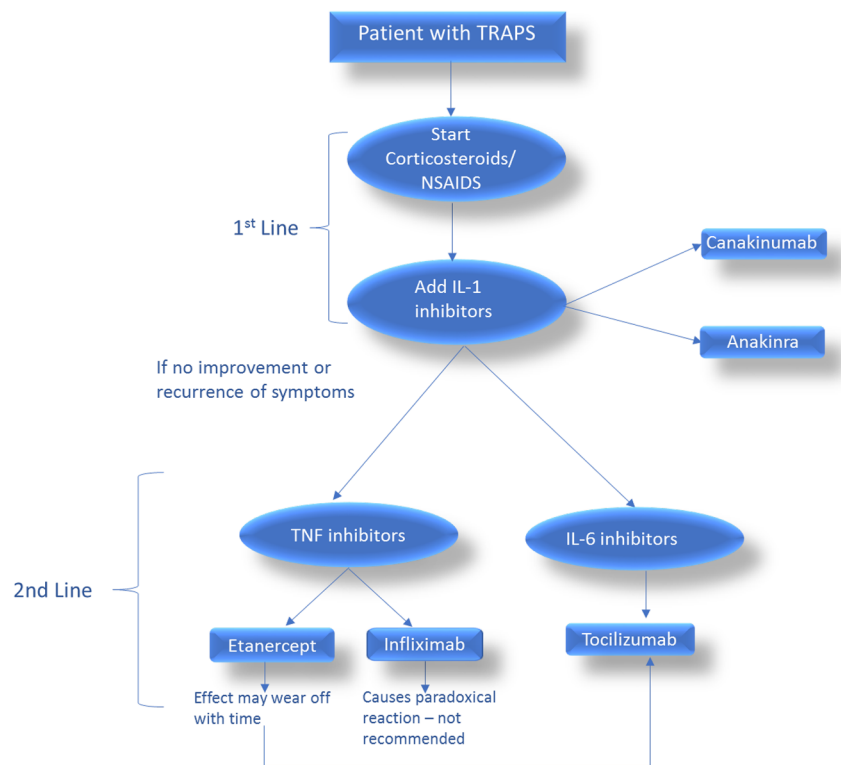 Patient with TRAPS
Start
Corticosteroids/
NSAIDS
1st Line
Canakinumab
Add IL-1
inhibitors
Anakinra
If no improvement or
recurrence of symptoms
TNF inhibitors
IL-6 inhibitors
2nd Line
Etanercept
Infliximab
Tocilizumab
Effect may wear off
with time
Causes paradoxical
reaction – not
recommended